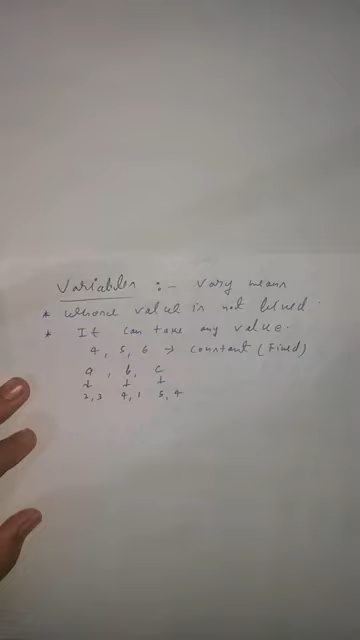 Variables :- vary means
* whose value is not fixed.
* It can take any value.
4, 5, 6 → constant (Fixed)
a, b, c
↓ ↓ ↓
2,3 4,1 5,4